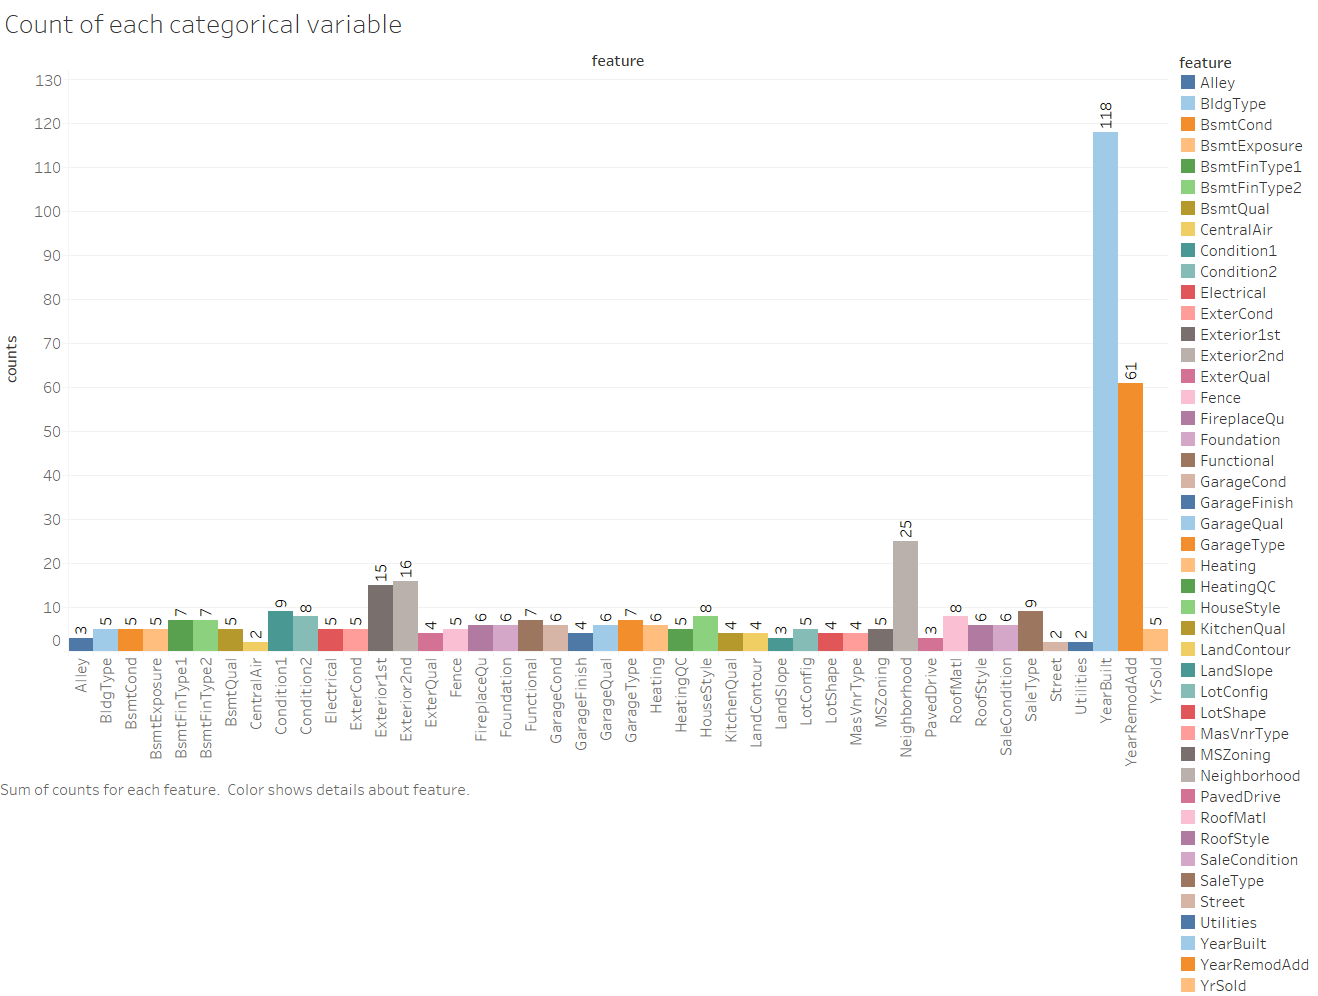 Count of each categorical variable
feature
130
120
110
100
90
80
70
60
50
40
30
20
10
0
counts
3
5
5
5
7
7
5
2
9
8
5
5
15
16
4
5
6
6
7
6
4
6
7
6
5
8
4
4
3
5
4
4
5
25
3
8
6
6
9
2
2
118
61
5
Alley
BldgType
BsmtCond
BsmtExposure
BsmtFinType1
BsmtFinType2
BsmtQual
CentralAir
Condition1
Condition2
Electrical
ExterCond
Exterior1st
Exterior2nd
ExterQual
Fence
FireplaceQu
Foundation
Functional
GarageCond
GarageFinish
GarageQual
GarageType
Heating
HeatingQC
HouseStyle
KitchenQual
LandContour
LandSlope
LotConfig
LotShape
MasVnrType
MSZoning
Neighborhood
PavedDrive
RoofMatl
RoofStyle
SaleCondition
SaleType
Street
Utilities
YearBuilt
YearRemodAdd
YrSold
Sum of counts for each feature.  Color shows details about feature.
feature
Alley
BldgType
BsmtCond
BsmtExposure
BsmtFinType1
BsmtFinType2
BsmtQual
CentralAir
Condition1
Condition2
Electrical
ExterCond
Exterior1st
Exterior2nd
ExterQual
Fence
FireplaceQu
Foundation
Functional
GarageCond
GarageFinish
GarageQual
GarageType
Heating
HeatingQC
HouseStyle
KitchenQual
LandContour
LandSlope
LotConfig
LotShape
MasVnrType
MSZoning
Neighborhood
PavedDrive
RoofMatl
RoofStyle
SaleCondition
SaleType
Street
Utilities
YearBuilt
YearRemodAdd
YrSold